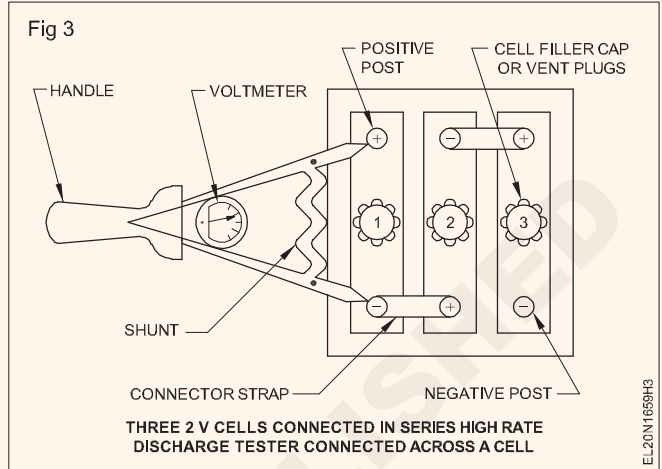 Fig 3
POSITIVE
POST
CELL FILLER CAP
OR VENT PLUGS
HANDLE
VOLTMETER
+
-
+
1
2
3
-
+
-
SHUNT
CONNECTOR STRAP
NEGATIVE POST
THREE 2 V CELLS CONNECTED IN SERIES HIGH RATE
DISCHARGE TESTER CONNECTED ACROSS A CELL
EL20N1659H3
LISHED